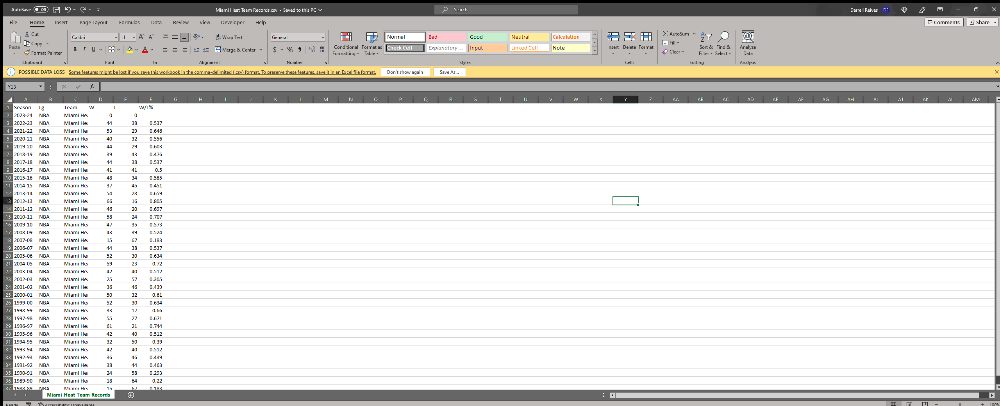 AutoSave Off Miami Heat Team Records.csv • Saved to this PC Search Darrell Reives DR
File Home Insert Page Layout Formulas Data Review View Developer Help Comments Share
Paste Cut Copy Format Painter Clipboard
Calibri 11 A A B I U A Font
ab Wrap Text Merge & Center Alignment
General $ % Number
Conditional Formatting Format as Table
Normal Bad Good Neutral Calculation
Check Cell Explanatory ... Input Linked Cell Note
Styles
Insert Delete Format Cells
AutoSum Fill Clear Sort & Filter Find & Select Editing
Analyze Data Analysis
POSSIBLE DATA LOSS Some features might be lost if you save this workbook in the comma-delimited (.csv) format. To preserve these features, save it in an Excel file format. Don't show again Save As...
Y13 fx
A B C D E F G H I J K L M N O P Q R S T U V W X Y Z AA AB AC AD AE AF AG AH AI AJ AK AL AM
1 Season Lg Team W L W/L%
2 2023-24 NBA Miami Hea 0 0
3 2022-23 NBA Miami Hea 44 38 0.537
4 2021-22 NBA Miami Hea 53 29 0.646
5 2020-21 NBA Miami Hea 40 32 0.556
6 2019-20 NBA Miami Hea 44 29 0.603
7 2018-19 NBA Miami Hea 39 43 0.476
8 2017-18 NBA Miami Hea 44 38 0.537
9 2016-17 NBA Miami Hea 41 41 0.5
10 2015-16 NBA Miami Hea 48 34 0.585
11 2014-15 NBA Miami Hea 37 45 0.451
12 2013-14 NBA Miami Hea 54 28 0.659
13 2012-13 NBA Miami Hea 66 16 0.805
14 2011-12 NBA Miami Hea 46 20 0.697
15 2010-11 NBA Miami Hea 58 24 0.707
16 2009-10 NBA Miami Hea 47 35 0.573
17 2008-09 NBA Miami Hea 43 39 0.524
18 2007-08 NBA Miami Hea 15 67 0.183
19 2006-07 NBA Miami Hea 44 38 0.537
20 2005-06 NBA Miami Hea 52 30 0.634
21 2004-05 NBA Miami Hea 59 23 0.72
22 2003-04 NBA Miami Hea 42 40 0.512
23 2002-03 NBA Miami Hea 25 57 0.305
24 2001-02 NBA Miami Hea 36 46 0.439
25 2000-01 NBA Miami Hea 50 32 0.61
26 1999-00 NBA Miami Hea 52 30 0.634
27 1998-99 NBA Miami Hea 33 17 0.66
28 1997-98 NBA Miami Hea 55 27 0.671
29 1996-97 NBA Miami Hea 61 21 0.744
30 1995-96 NBA Miami Hea 42 40 0.512
31 1994-95 NBA Miami Hea 32 50 0.39
32 1993-94 NBA Miami Hea 42 40 0.512
33 1992-93 NBA Miami Hea 36 46 0.439
34 1991-92 NBA Miami Hea 38 44 0.463
35 1990-91 NBA Miami Hea 24 58 0.293
36 1989-90 NBA Miami Hea 18 64 0.22
37 1988-89 NBA Miami Hea 15 67 0.183
Miami Heat Team Records
Ready Accessibility: Unavailable 100%